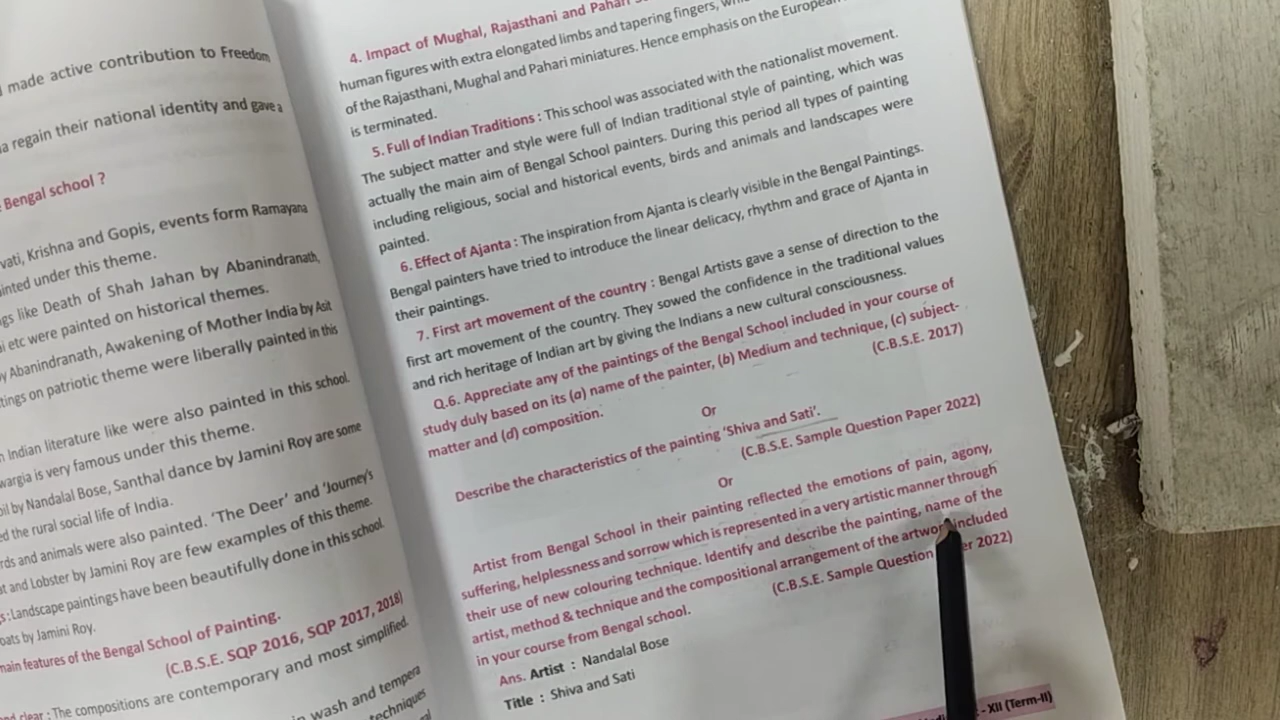 made active contribution to Freedom
a regain their national identity and gave a
Bengal school ?
vati, Krishna and Gopis, events form Ramayana
inted under this theme.
gs like Death of Shah Jahan by Abanindranath,
ai etc were painted on historical themes.
y Abanindranath, Awakening of Mother India by Asit
tings on patriotic theme were liberally painted in this
n Indian literature like were also painted in this school.
wargia is very famous under this theme.
oil by Nandalal Bose, Santhal dance by Jamini Roy are some
ed the rural social life of India.
rds and animals were also painted. 'The Deer' and 'Journey's
at and Lobster by Jamini Roy are few examples of this theme.
s : Landscape paintings have been beautifully done in this school.
oats by Jamini Roy.
main features of the Bengal School of Painting.
(C.B.S.E. SQP 2016, SQP 2017, 2018)
nd clear : The compositions are contemporary and most simplified.
in wash and tempera
techniques
4. Impact of Mughal, Rajasthani and Pahari
human figures with extra elongated limbs and tapering fingers,
of the Rajasthani, Mughal and Pahari miniatures. Hence emphasis on the European
is terminated.
5. Full of Indian Traditions : This school was associated with the nationalist movement.
The subject matter and style were full of Indian traditional style of painting, which was
actually the main aim of Bengal School painters. During this period all types of painting
including religious, social and historical events, birds and animals and landscapes were
painted.
6. Effect of Ajanta : The inspiration from Ajanta is clearly visible in the Bengal Paintings.
Bengal painters have tried to introduce the linear delicacy, rhythm and grace of Ajanta in
their paintings.
7. First art movement of the country : Bengal Artists gave a sense of direction to the
first art movement of the country. They sowed the confidence in the traditional values
and rich heritage of Indian art by giving the Indians a new cultural consciousness.
Q.6. Appreciate any of the paintings of the Bengal School included in your course of
study duly based on its (a) name of the painter, (b) Medium and technique, (c) subject-
matter and (d) composition. (C.B.S.E. 2017)
Or
Describe the characteristics of the painting 'Shiva and Sati'.
(C.B.S.E. Sample Question Paper 2022)
Or
Artist from Bengal School in their painting reflected the emotions of pain, agony,
suffering, helplessness and sorrow which is represented in a very artistic manner through
their use of new colouring technique. Identify and describe the painting, name of the
artist, method & technique and the compositional arrangement of the artwork included
in your course from Bengal school. (C.B.S.E. Sample Question er 2022)
Ans. Artist : Nandalal Bose
Title : Shiva and Sati
- XII (Term-II)